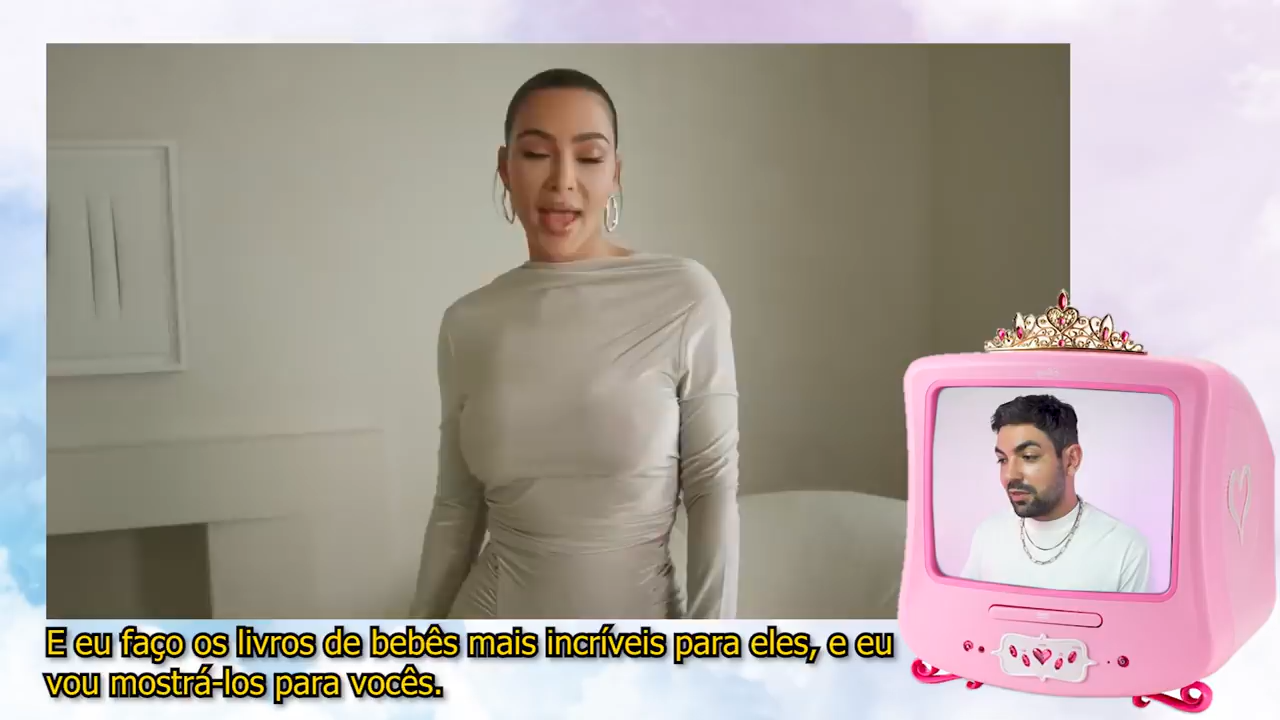 E eu faço os livros de bebês mais incríveis para eles, e eu
vou mostrá-los para vocês.